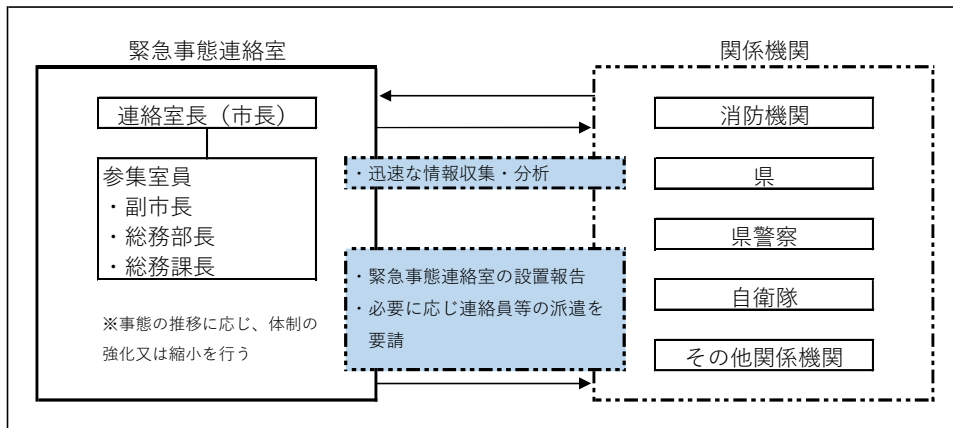 緊急事態連絡室
連絡室長（市長）
参集室員
・副市長
・総務部長
・総務課長
※事態の推移に応じ、体制の
強化又は縮小を行う
・迅速な情報収集・分析
・緊急事態連絡室の設置報告
・必要に応じ連絡員等の派遣を
要請
関係機関
消防機関
県
県警察
自衛隊
その他関係機関